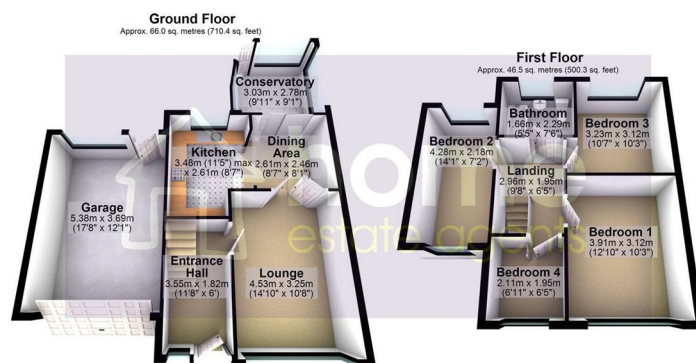 Ground Floor
Approx. 66.0 sq. metres (710.4 sq. feet)
Conservatory
3.03m x 2.78m
(9'11" x 9'1")
Kitchen
3.48m (11'5") max
x 2.61m (8'7")
Dining
Area
2.61m x 2.46m
(8'7" x 8'1")
Garage
5.38m x 3.69m
(17'8" x 12'1")
Entrance
Hall
3.55m x 1.82m
(11'8" x 6')
Lounge
4.53m x 3.25m
(14'10" x 10'8")
First Floor
Approx. 46.5 sq. metres (500.3 sq. feet)
Bathroom
1.66m x 2.29m
(5'5" x 7'6")
Bedroom 3
3.23m x 3.12m
(10'7" x 10'3")
Bedroom 2
4.28m x 2.18m
(14'1" x 7'2")
Landing
2.96m x 1.95m
(9'8" x 6'5")
Bedroom 1
3.91m x 3.12m
(12'10" x 10'3")
Bedroom 4
2.11m x 1.95m
(6'11" x 6'5")
home
estate agents